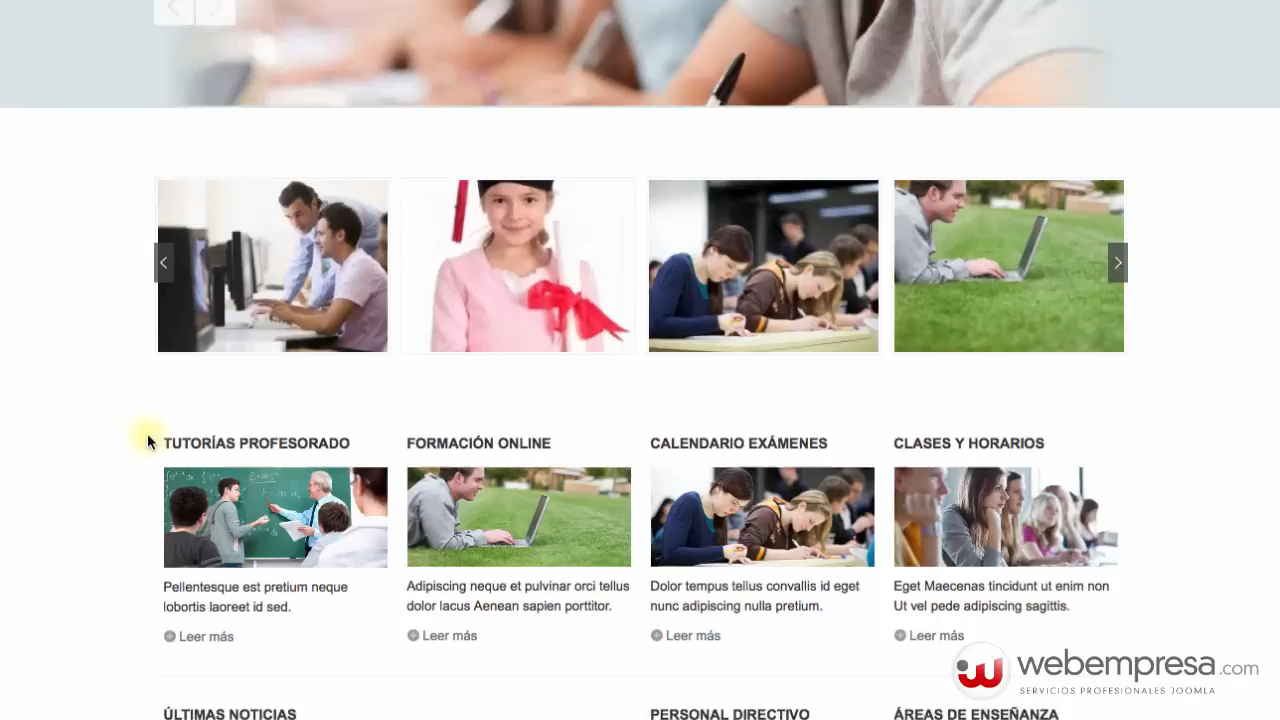 TUTORÍAS PROFESORADO
FORMACIÓN ONLINE
CALENDARIO EXÁMENES
CLASES Y HORARIOS
Pellentesque est pretium neque
lobortis laoreet id sed.
Adipiscing neque et pulvinar orci tellus
dolor lacus Aenean sapien porttitor.
Dolor tempus tellus convallis id eget
nunc adipiscing nulla pretium.
Eget Maecenas tincidunt ut enim non
Ut vel pede adipiscing sagittis.
Leer más
Leer más
Leer más
Leer más
webempresa.com
SERVICIOS PROFESIONALES JOOMLA
ÚLTIMAS NOTICIAS
PERSONAL DIRECTIVO
ÁREAS DE ENSEÑANZA